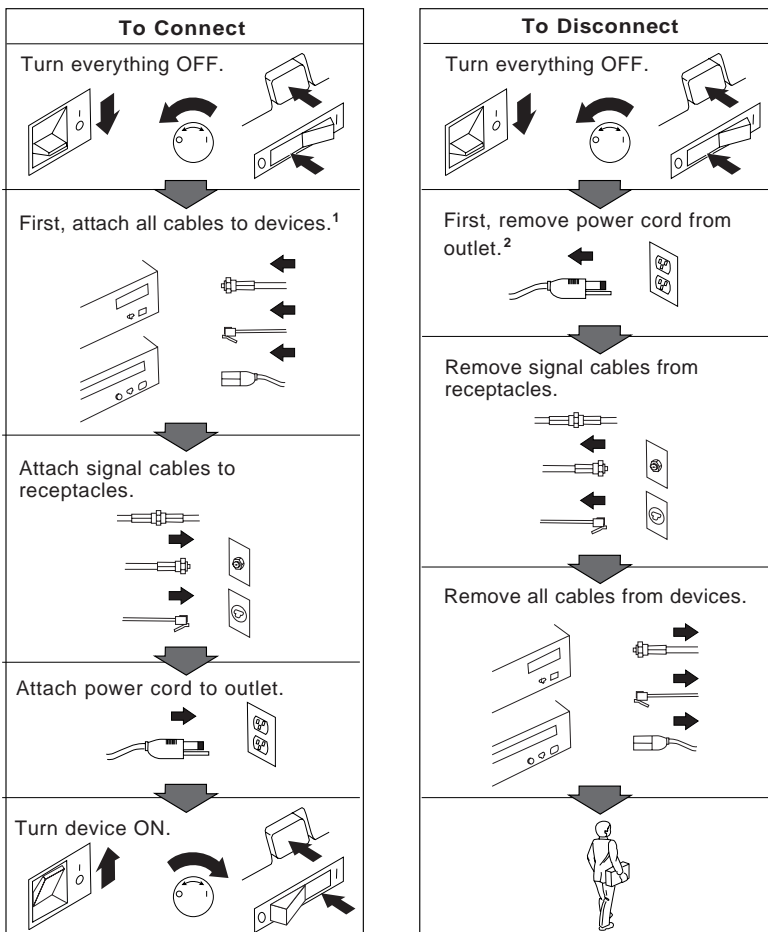 To Connect
Turn everything OFF.
First, attach all cables to devices.1
Attach signal cables to
receptacles.
Attach power cord to outlet.
Turn device ON.
To Disconnect
Turn everything OFF.
First, remove power cord from
outlet.2
Remove signal cables from
receptacles.
Remove all cables from devices.